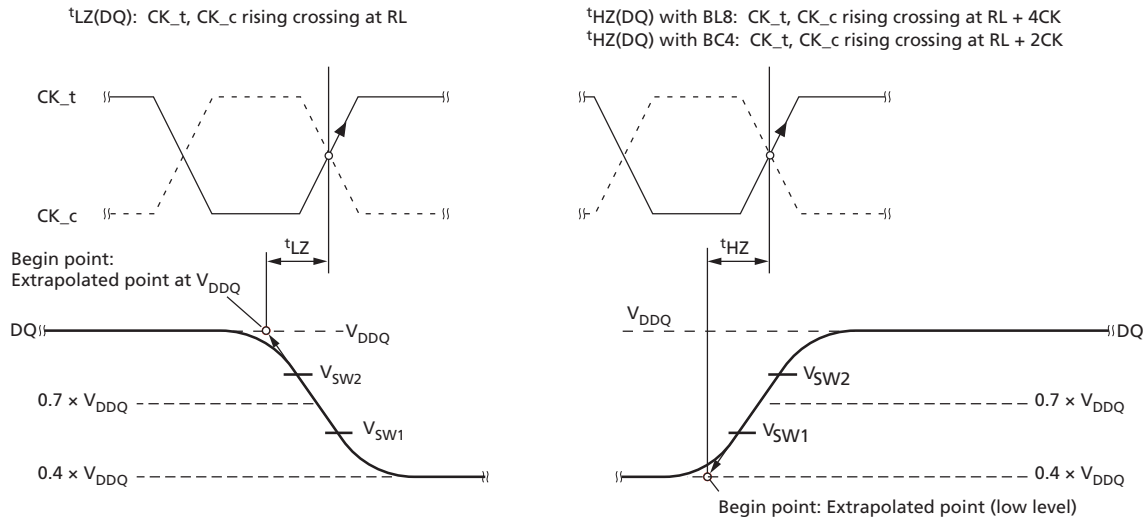 tLZ(DQ): CK_t, CK_c rising crossing at RL
tHZ(DQ) with BL8: CK_t, CK_c rising crossing at RL + 4CK
tHZ(DQ) with BC4: CK_t, CK_c rising crossing at RL + 2CK
CK_t
CK_c
tLZ
tHZ
Begin point:
Extrapolated point at VDDQ
DQ
VDDQ
VDDQ
DQ
VSW2
VSW2
0.7 × VDDQ
0.7 × VDDQ
VSW1
VSW1
0.4 × VDDQ
0.4 × VDDQ
Begin point: Extrapolated point (low level)